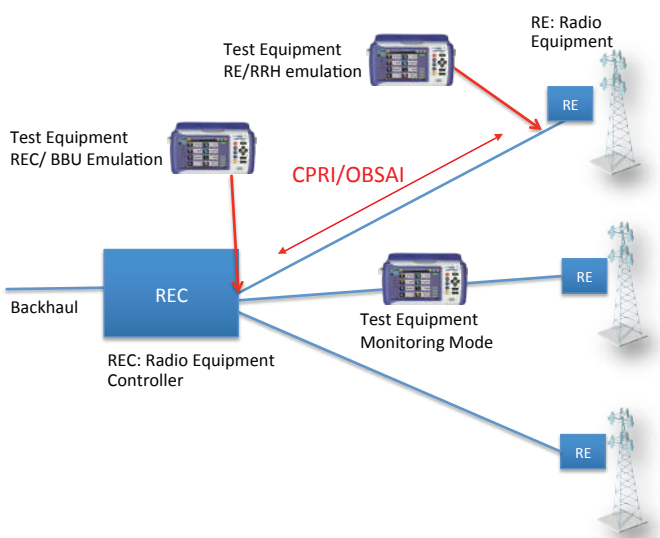 RE: Radio
Equipment
Test Equipment
RE/RRH emulation
RE
Test Equipment
REC/ BBU Emulation
CPRI/OBSAI
REC
RE
Backhaul
Test Equipment
Monitoring Mode
REC: Radio Equipment
Controller
RE